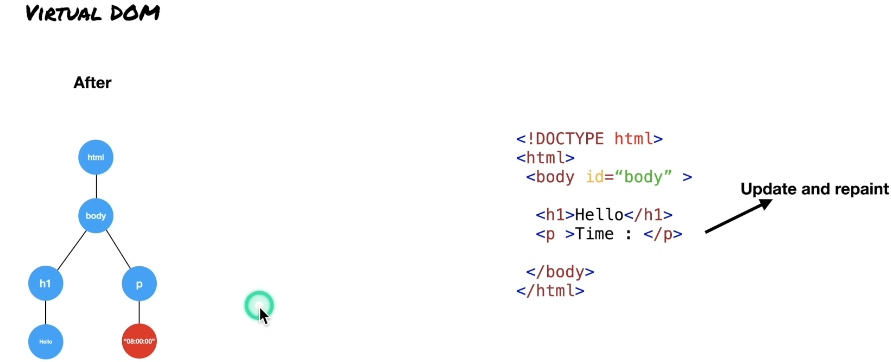 Virtual DOM
After
html
body
h1
p
Hello
"08:00:00"
<!DOCTYPE html>
<html>
<body id=“body” >
<h1>Hello</h1>
<p >Time : </p>
</body>
</html>
Update and repaint